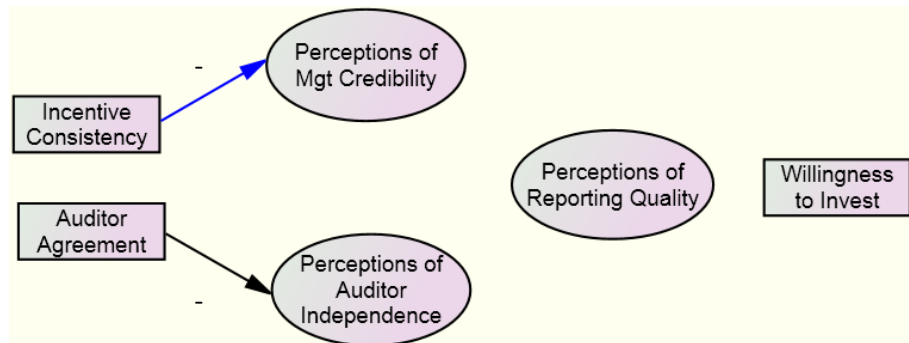 -
Perceptions of
Mgt Credibility
Incentive
Consistency
Perceptions of
Reporting Quality
Willingness
to Invest
Auditor
Agreement
Perceptions of
Auditor
Independence
-